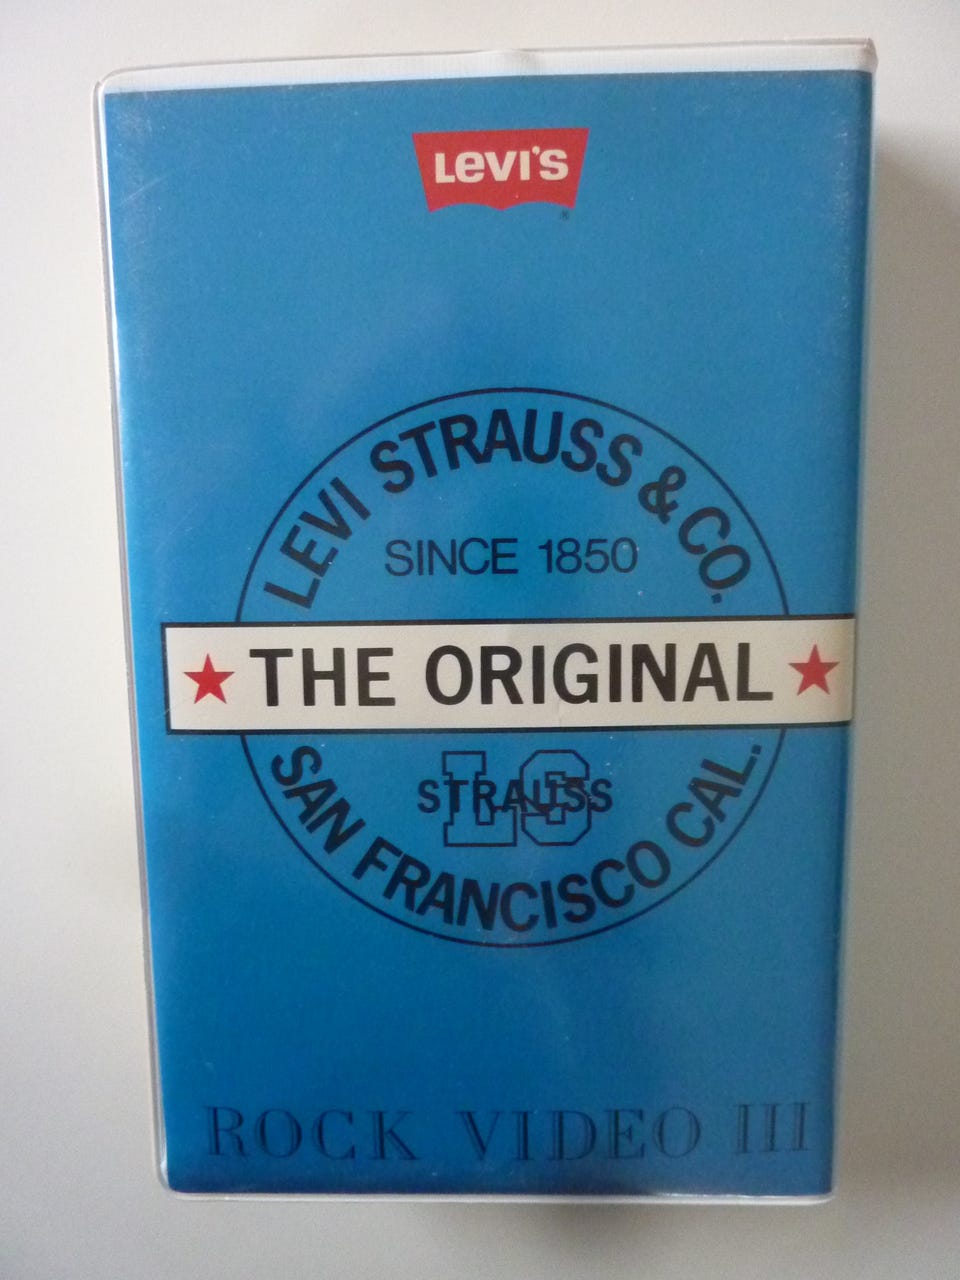 LEVI'S
®
LEVI STRAUSS & CO.
SINCE 1850
THE ORIGINAL
LS
STRAUSS
SAN FRANCISCO CAL.
ROCK VIDEO III